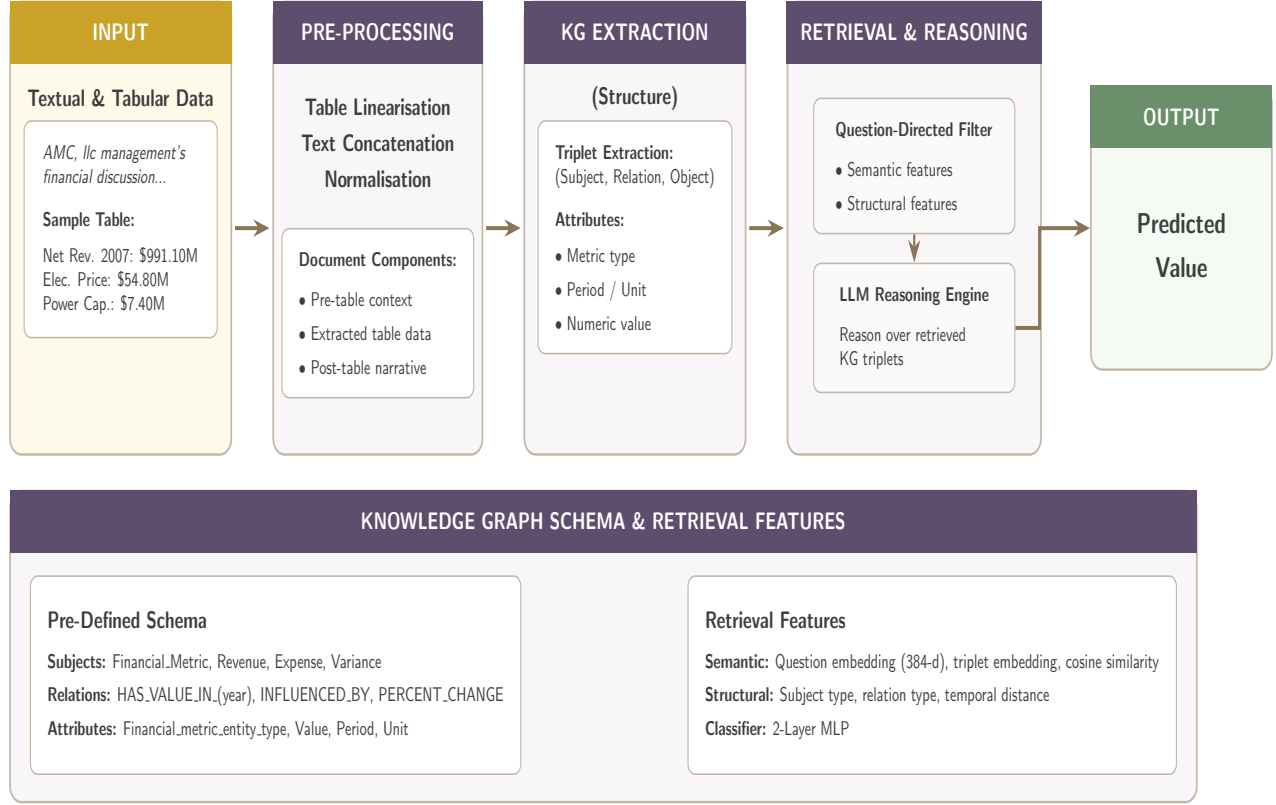 INPUT
Textual & Tabular Data
AMC, llc management's
financial discussion...
Sample Table:
Net Rev. 2007: $991.10M
Elec. Price: $54.80M
Power Cap.: $7.40M
PRE-PROCESSING
Table Linearisation
Text Concatenation
Normalisation
Document Components:
• Pre-table context
• Extracted table data
• Post-table narrative
KG EXTRACTION
(Structure)
Triplet Extraction:
(Subject, Relation, Object)
Attributes:
• Metric type
• Period / Unit
• Numeric value
RETRIEVAL & REASONING
Question-Directed Filter
• Semantic features
• Structural features
LLM Reasoning Engine
Reason over retrieved
KG triplets
OUTPUT
Predicted
Value
KNOWLEDGE GRAPH SCHEMA & RETRIEVAL FEATURES
Pre-Defined Schema
Subjects: Financial_Metric, Revenue, Expense, Variance
Relations: HAS_VALUE_IN_(year), INFLUENCED_BY, PERCENT_CHANGE
Attributes: Financial_metric_entity_type, Value, Period, Unit
Retrieval Features
Semantic: Question embedding (384-d), triplet embedding, cosine similarity
Structural: Subject type, relation type, temporal distance
Classifier: 2-Layer MLP